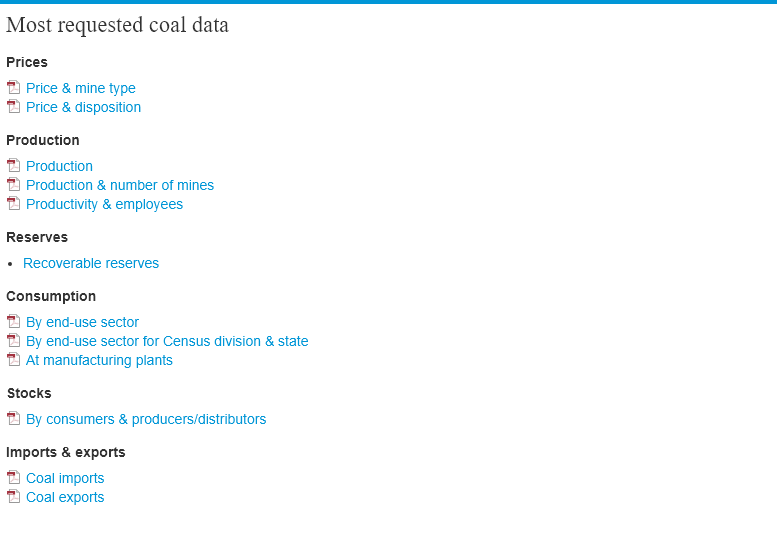 Most requested coal data
Prices
Price & mine type
Price & disposition
Production
Production
Production & number of mines
Productivity & employees
Reserves
• Recoverable reserves
Consumption
By end-use sector
By end-use sector for Census division & state
At manufacturing plants
Stocks
By consumers & producers/distributors
Imports & exports
Coal imports
Coal exports